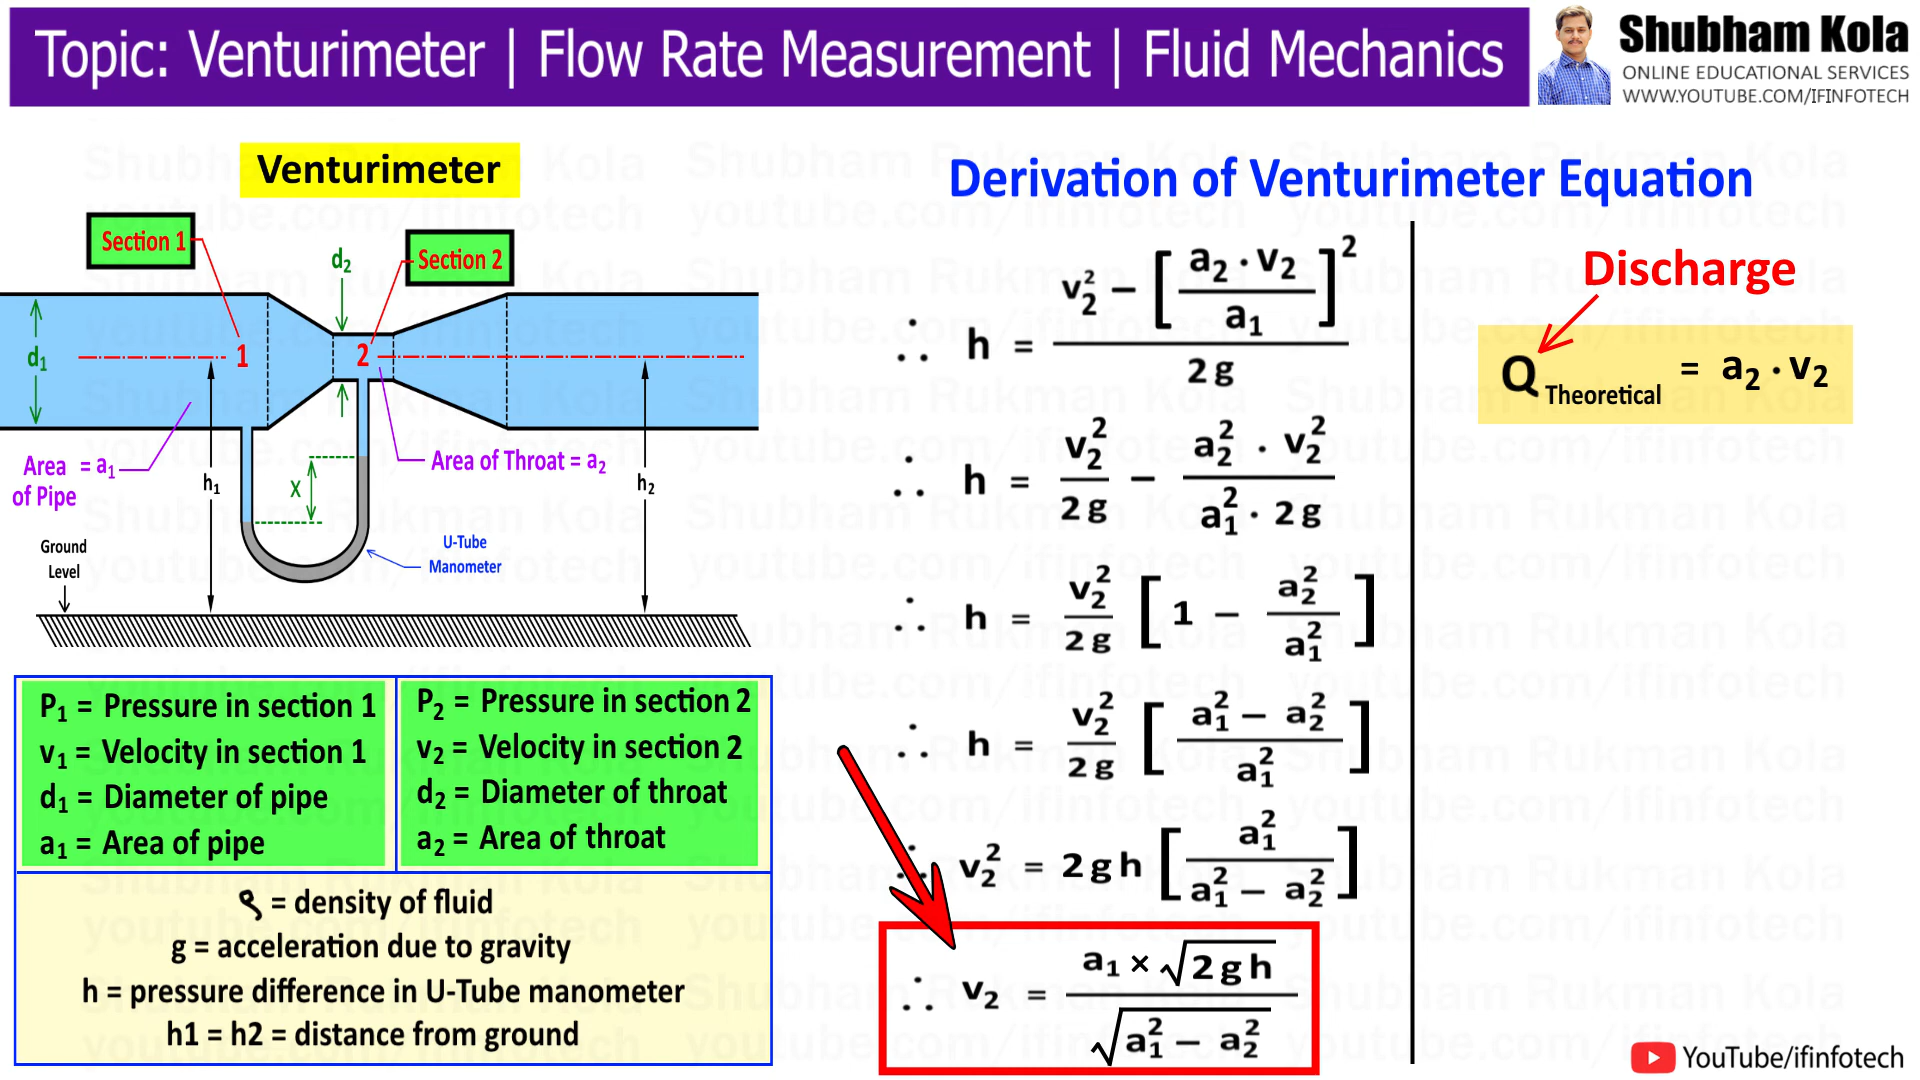 Topic: Venturimeter | Flow Rate Measurement | Fluid Mechanics
Shubham Kola
ONLINE EDUCATIONAL SERVICES
WWW.YOUTUBE.COM/IFINFOTECH
Venturimeter
Section 1
d₂
Section 2
d₁
1
2
Area of Pipe = a₁
h₁
X
Area of Throat = a₂
h₂
Ground Level
U-Tube Manometer
P₁ = Pressure in section 1
v₁ = Velocity in section 1
d₁ = Diameter of pipe
a₁ = Area of pipe
P₂ = Pressure in section 2
v₂ = Velocity in section 2
d₂ = Diameter of throat
a₂ = Area of throat
ρ = density of fluid
g = acceleration due to gravity
h = pressure difference in U-Tube manometer
h1 = h2 = distance from ground
Derivation of Venturimeter Equation
∴ h = (v₂² − [(a₂ · v₂) / a₁]²) / 2g
∴ h = v₂² / 2g − (a₂² · v₂²) / (a₁² · 2g)
∴ h = v₂² / 2g [1 − a₂² / a₁²]
∴ h = v₂² / 2g [(a₁² − a₂²) / a₁²]
∴ v₂² = 2gh [a₁² / (a₁² − a₂²)]
∴ v₂ = (a₁ × √(2gh)) / √(a₁² − a₂²)
Discharge
Q Theoretical = a₂ · v₂
YouTube/ifinfotech
Shubham Rukman Kola
youtube.com/ifinfotech